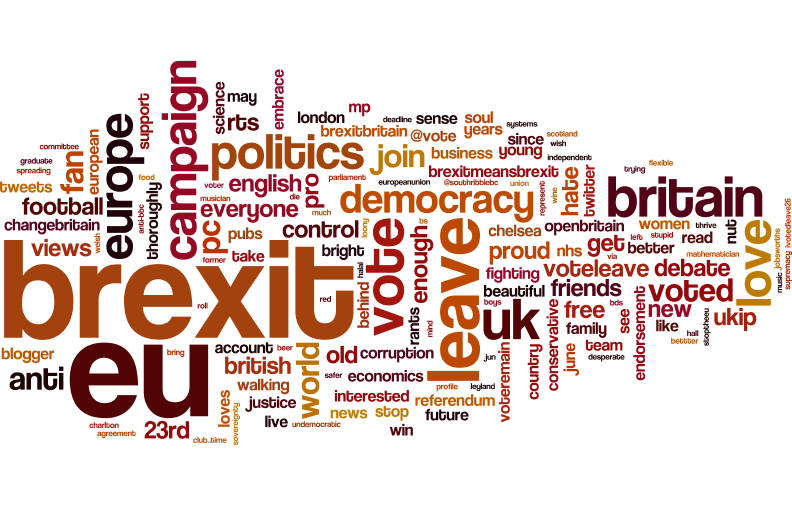 brexit
eu
leave
britain
vote
politics
democracy
campaign
europe
uk
love
voted
voteleave
debate
join
fan
control
anti
world
english
everyone
football
views
free
proud
get
new
ukip
hate
pc
pro
rts
old
23rd
british
friends
enough
brexitmeansbrexit
brexitbritain
@vote
business
young
since
sense
soul
years
systems
deadline
mp
london
embrace
may
science
support
european
committee
graduate
spreading
tweets
changebritain
welsh
anti-bbc
food
thoroughly
voter
musician
die
much
parliament
europeanunion
@southribblebc
union
represent
wine
twitter
independent
wish
scotland
trying
flexible
chelsea
openbritain
women
thrive
read
nut
left
stupid
better
via
nhs
mathematician
music
jobsworths
supremacy
ivotedleave26
fighting
beautiful
boys
bds
family
see
endorsement
like
bettter
hall
stoptheeu
team
desperate
june
conservative
country
voteremain
jun
leyland
profile
mind
bs
rants
loony
halal
behind
bright
red
roll
take
former
pubs
blogger
bring
account
beer
walking
justice
loves
sovereignty
club.time
live
undemocratic
charlton
agreement
corruption
economics
safer
interested
referendum
news
stop
future
win